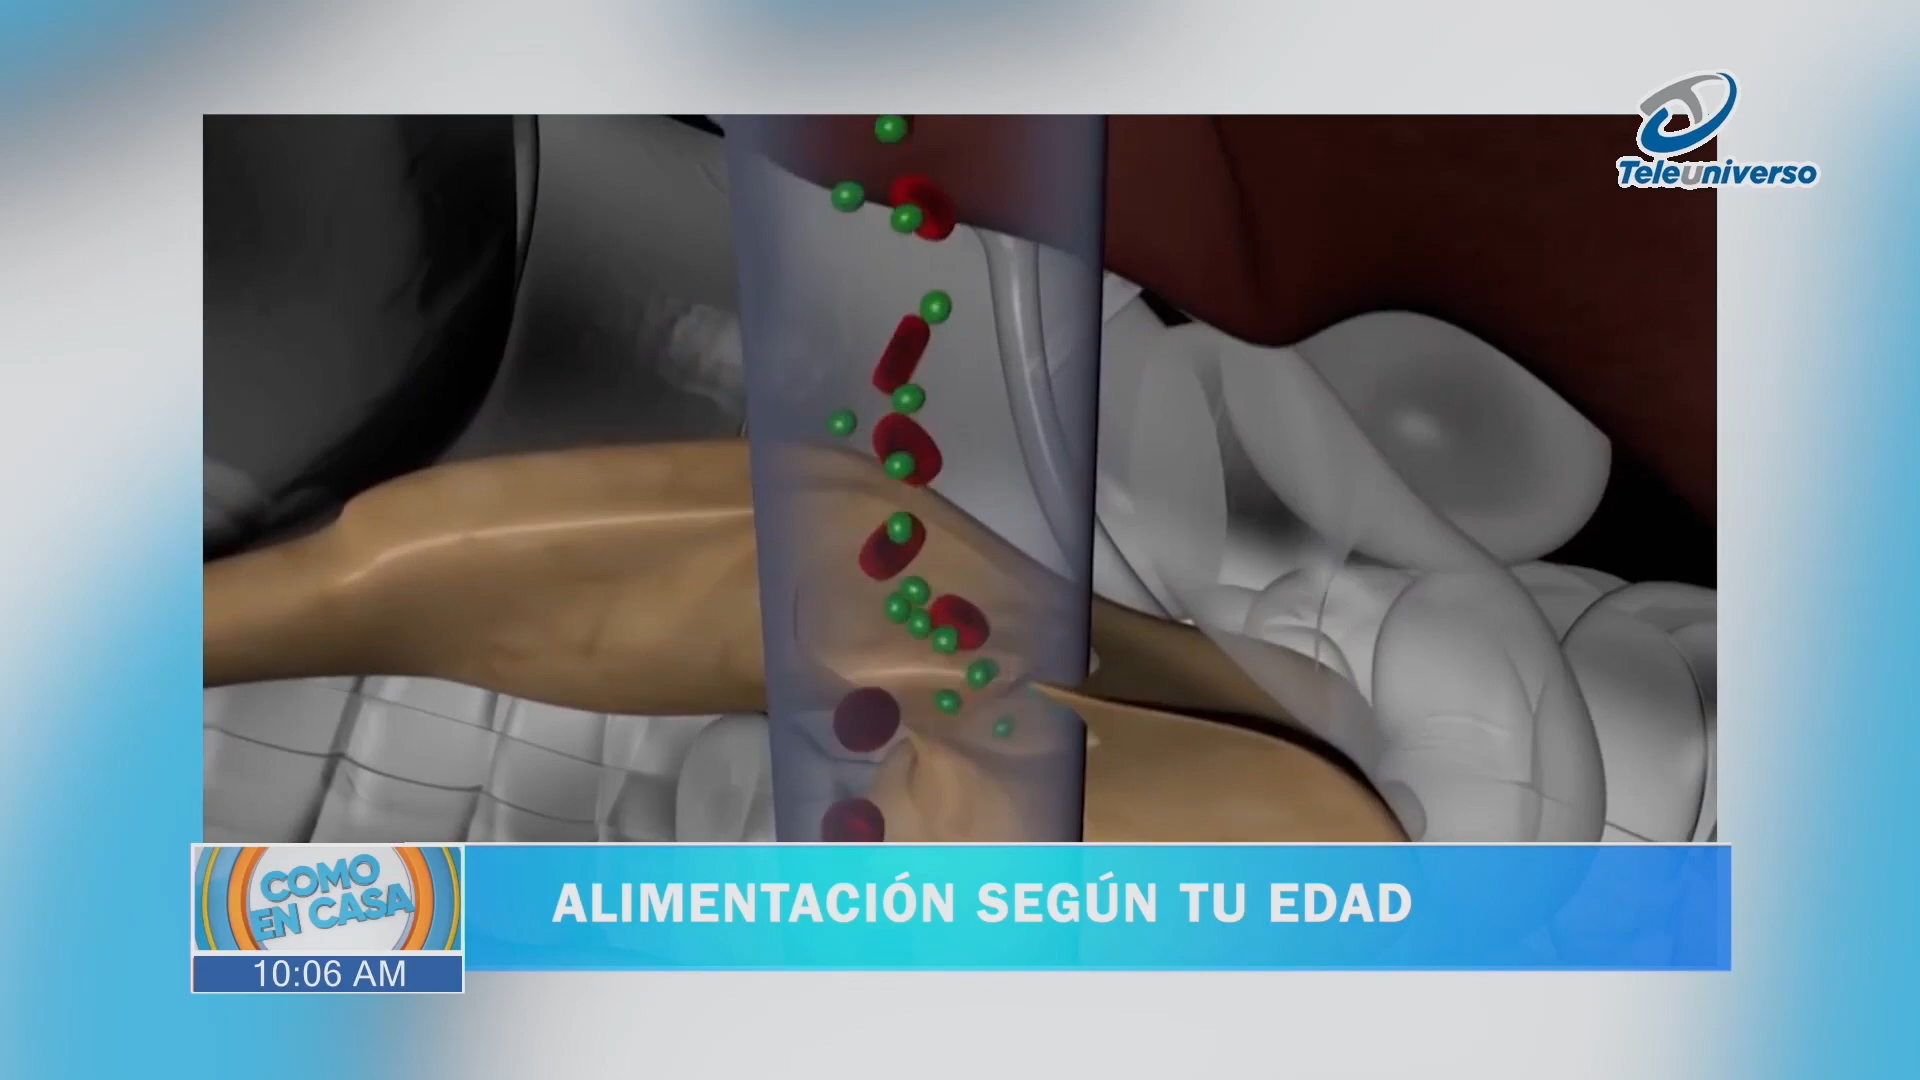 Teleuniverso
COMO
EN CASA
ALIMENTACIÓN SEGÚN TU EDAD
10:06 AM